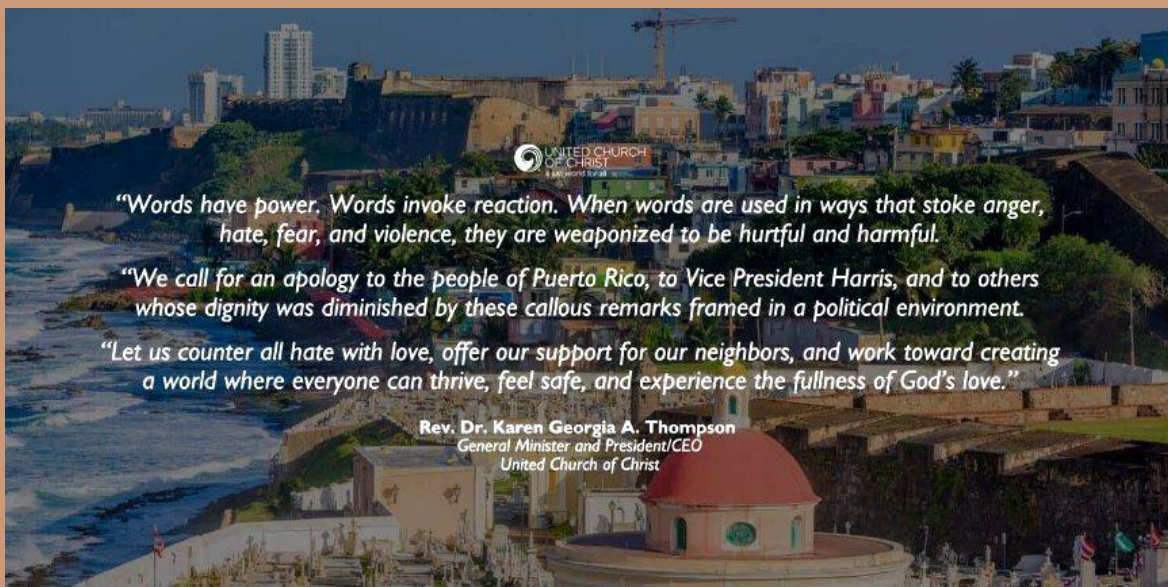 UNITED CHURCH
OF CHRIST
a just world for all
“Words have power. Words invoke reaction. When words are used in ways that stoke anger,
hate, fear, and violence, they are weaponized to be hurtful and harmful.
“We call for an apology to the people of Puerto Rico, to Vice President Harris, and to others
whose dignity was diminished by these callous remarks framed in a political environment.
“Let us counter all hate with love, offer our support for our neighbors, and work toward creating
a world where everyone can thrive, feel safe, and experience the fullness of God’s love.”
Rev. Dr. Karen Georgia A. Thompson
General Minister and President/CEO
United Church of Christ